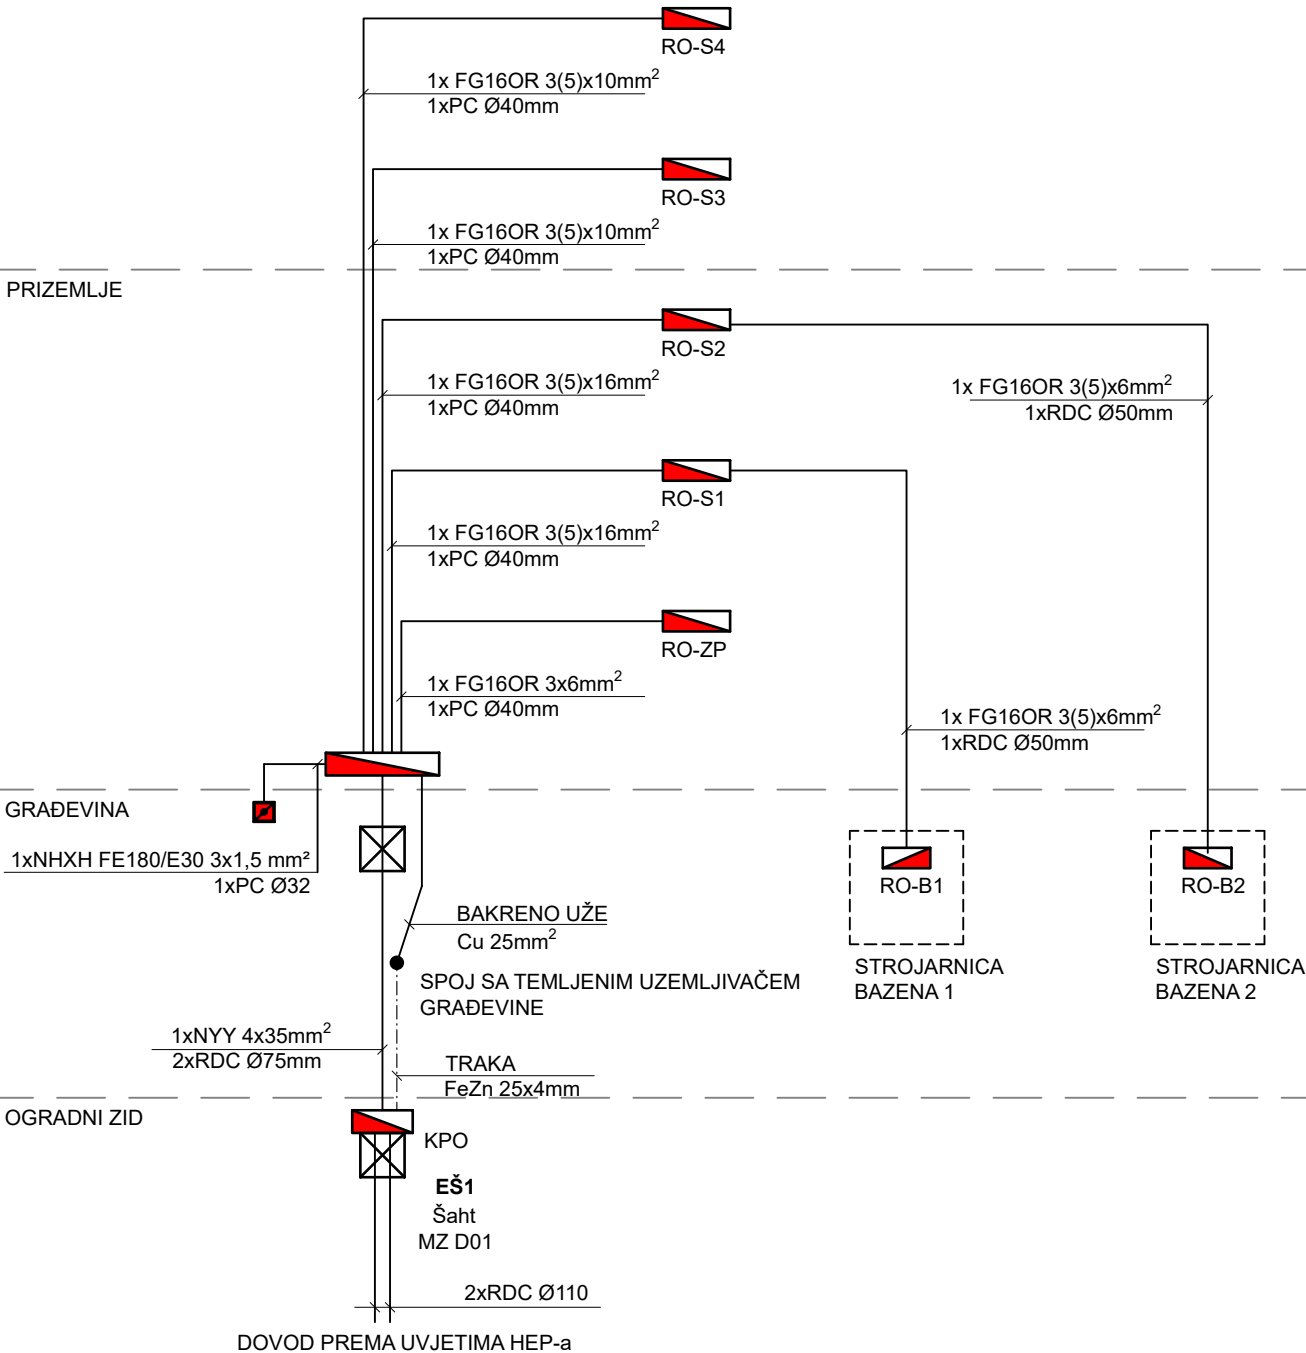 RO-S4
1x FG16OR 3(5)x10mm²
1xPC Ø40mm
RO-S3
1x FG16OR 3(5)x10mm²
1xPC Ø40mm
PRIZEMLJE
RO-S2
1x FG16OR 3(5)x16mm²
1xPC Ø40mm
1x FG16OR 3(5)x6mm²
1xRDC Ø50mm
RO-S1
1x FG16OR 3(5)x16mm²
1xPC Ø40mm
RO-ZP
1x FG16OR 3x6mm²
1xPC Ø40mm
1x FG16OR 3(5)x6mm²
1xRDC Ø50mm
GRAĐEVINA
1xNHXH FE180/E30 3x1,5 mm²
1xPC Ø32
RO-B1
RO-B2
BAKRENO UŽE
Cu 25mm²
STROJARNICA
BAZENA 1
STROJARNICA
BAZENA 2
SPOJ SA TEMLJENIM UZEMLJIVAČEM
GRAĐEVINE
1xNYY 4x35mm²
2xRDC Ø75mm
TRAKA
FeZn 25x4mm
OGRADNI ZID
KPO
EŠ1
Šaht
MZ D01
2xRDC Ø110
DOVOD PREMA UVJETIMA HEP-a